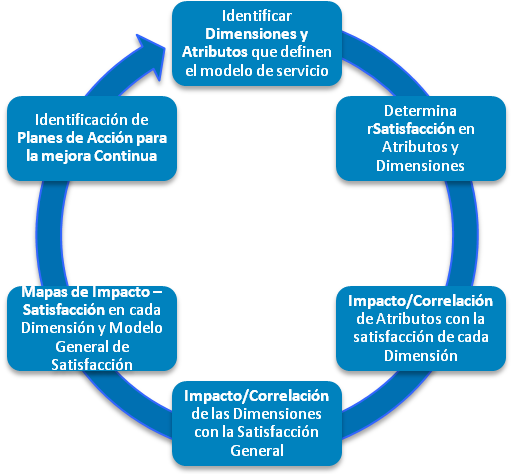 Identificar
Dimensiones y
Atributos que definen
el modelo de servicio
Determina
rSatisfacción en
Atributos y
Dimensiones
Impacto/Correlación
de Atributos con la
satisfacción de cada
Dimensión
Impacto/Correlación
de las Dimensiones
con la Satisfacción
General
Mapas de Impacto –
Satisfacción en cada
Dimensión y Modelo
General de
Satisfacción
Identificación de
Planes de Acción para
la mejora Continua